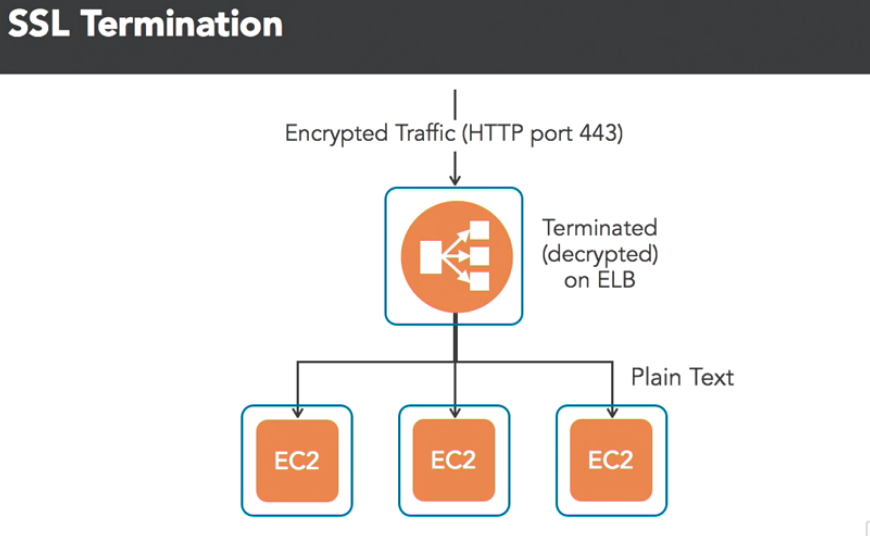 SSL Termination
Encrypted Traffic (HTTP port 443)
Terminated
(decrypted)
on ELB
Plain Text
EC2
EC2
EC2